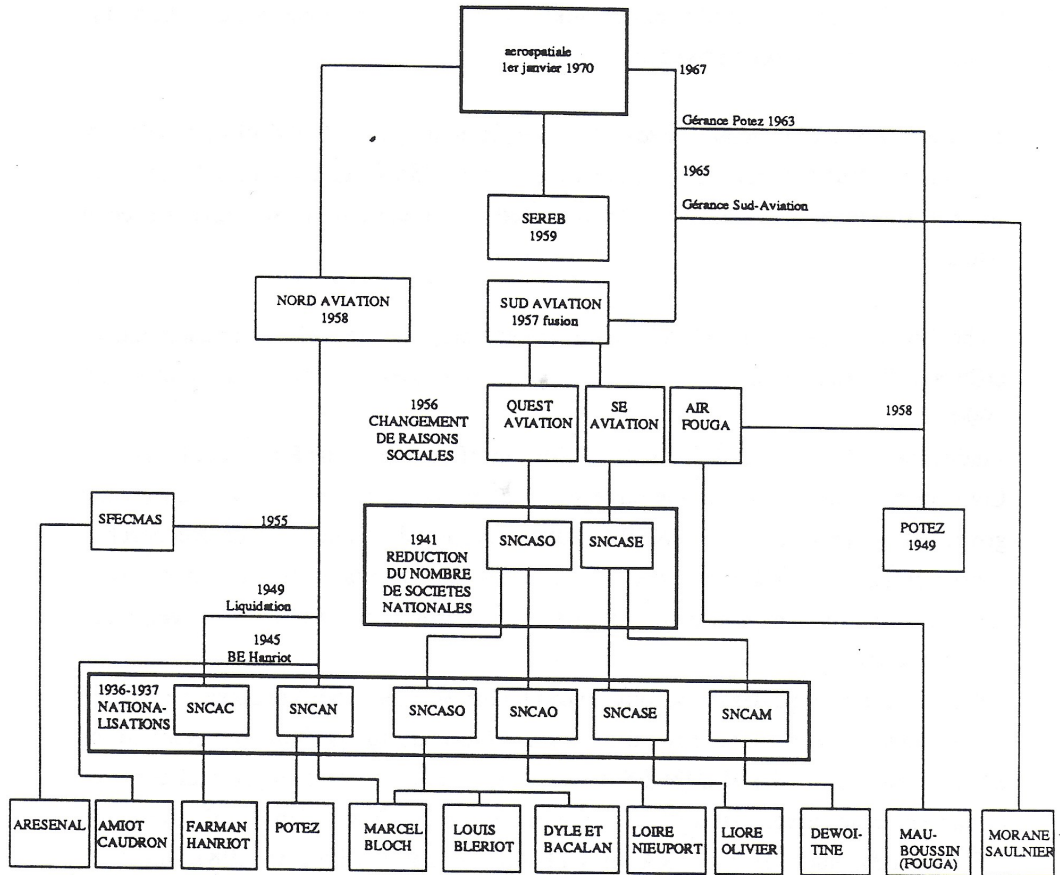 aerospatiale
1er janvier 1970
1967
Gérance Potez 1963
1965
Gérance Sud-Aviation
SEREB
1959
NORD AVIATION
1958
SUD AVIATION
1957 fusion
1956
CHANGEMENT
DE RAISONS
SOCIALES
QUEST
AVIATION
SE
AVIATION
AIR
FOUGA
1958
SFECMAS
1955
1941
REDUCTION
DU NOMBRE
DE SOCIETES
NATIONALES
SNCASO
SNCASE
POTEZ
1949
1949
Liquidation
1945
BE Hanriot
1936-1937
NATIONA-
LISATIONS
SNCAC
SNCAN
SNCASO
SNCAO
SNCASE
SNCAM
ARESENAL
AMIOT
CAUDRON
FARMAN
HANRIOT
POTEZ
MARCEL
BLOCH
LOUIS
BLERIOT
DYLE ET
BACALAN
LOIRE
NIEUPORT
LIORE
OLIVIER
DEWOI-
TINE
MAU-
BOUSSIN
(FOUGA)
MORANE
SAULNIER